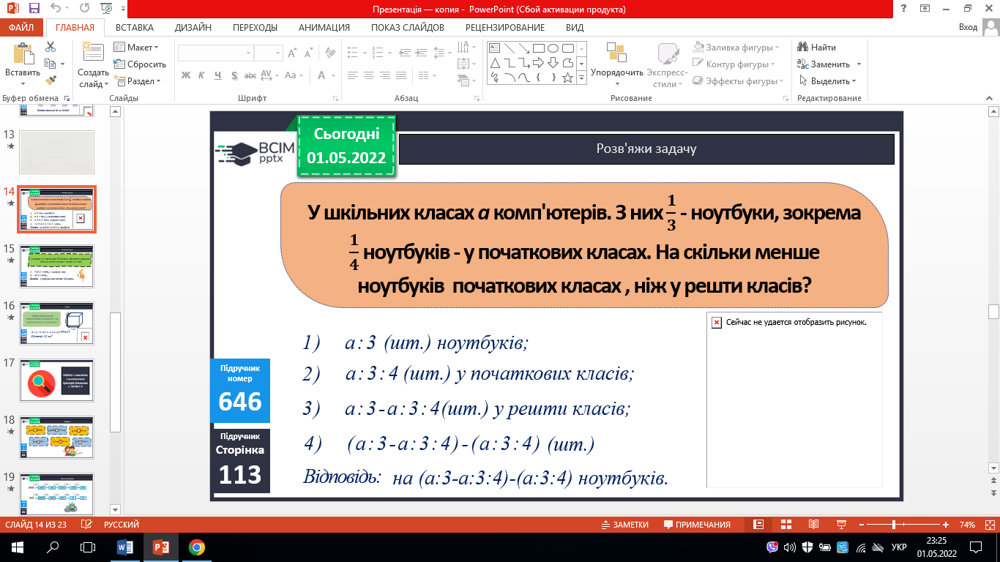 Презентація — копия - PowerPoint (Сбой активации продукта)
ФАЙЛ ГЛАВНАЯ ВСТАВКА ДИЗАЙН ПЕРЕХОДЫ АНИМАЦИЯ ПОКАЗ СЛАЙДОВ РЕЦЕНЗИРОВАНИЕ ВИД Вход
Вставить
Создать слайд
Макет
Сбросить
Раздел
Ж К Ч S abc AV Aa A
Упорядочить
Экспресс-стили
Заливка фигуры
Контур фигуры
Эффекты фигуры
Найти
Заменить
Выделить
Буфер обмена Слайды Шрифт Абзац Рисование Редактирование
13
14
15
16
17
18
19
Сьогодні
01.05.2022
BCIM
pptx
Розв'яжи задачу
У шкільних класах а комп'ютерів. З них 1/3 - ноутбуки, зокрема
1/4 ноутбуків - у початкових класах. На скільки менше
ноутбуків початкових класах , ніж у решти класів?
Сейчас не удается отобразить рисунок.
1) а : 3 (шт.) ноутбуків;
2) а : 3 : 4 (шт.) у початкових класів;
3) а : 3 - а : 3 : 4(шт.) у решти класів;
4) ( а : 3 - а : 3 : 4 ) - ( а : 3 : 4 ) (шт.)
Відповідь: на (а:3-а:3:4)-(а:3:4) ноутбуків.
Підручник
номер
646
Підручник
Сторінка
113
СЛАЙД 14 ИЗ 23 РУССКИЙ ЗАМЕТКИ ПРИМЕЧАНИЯ 74%
УКР
23:25
01.05.2022